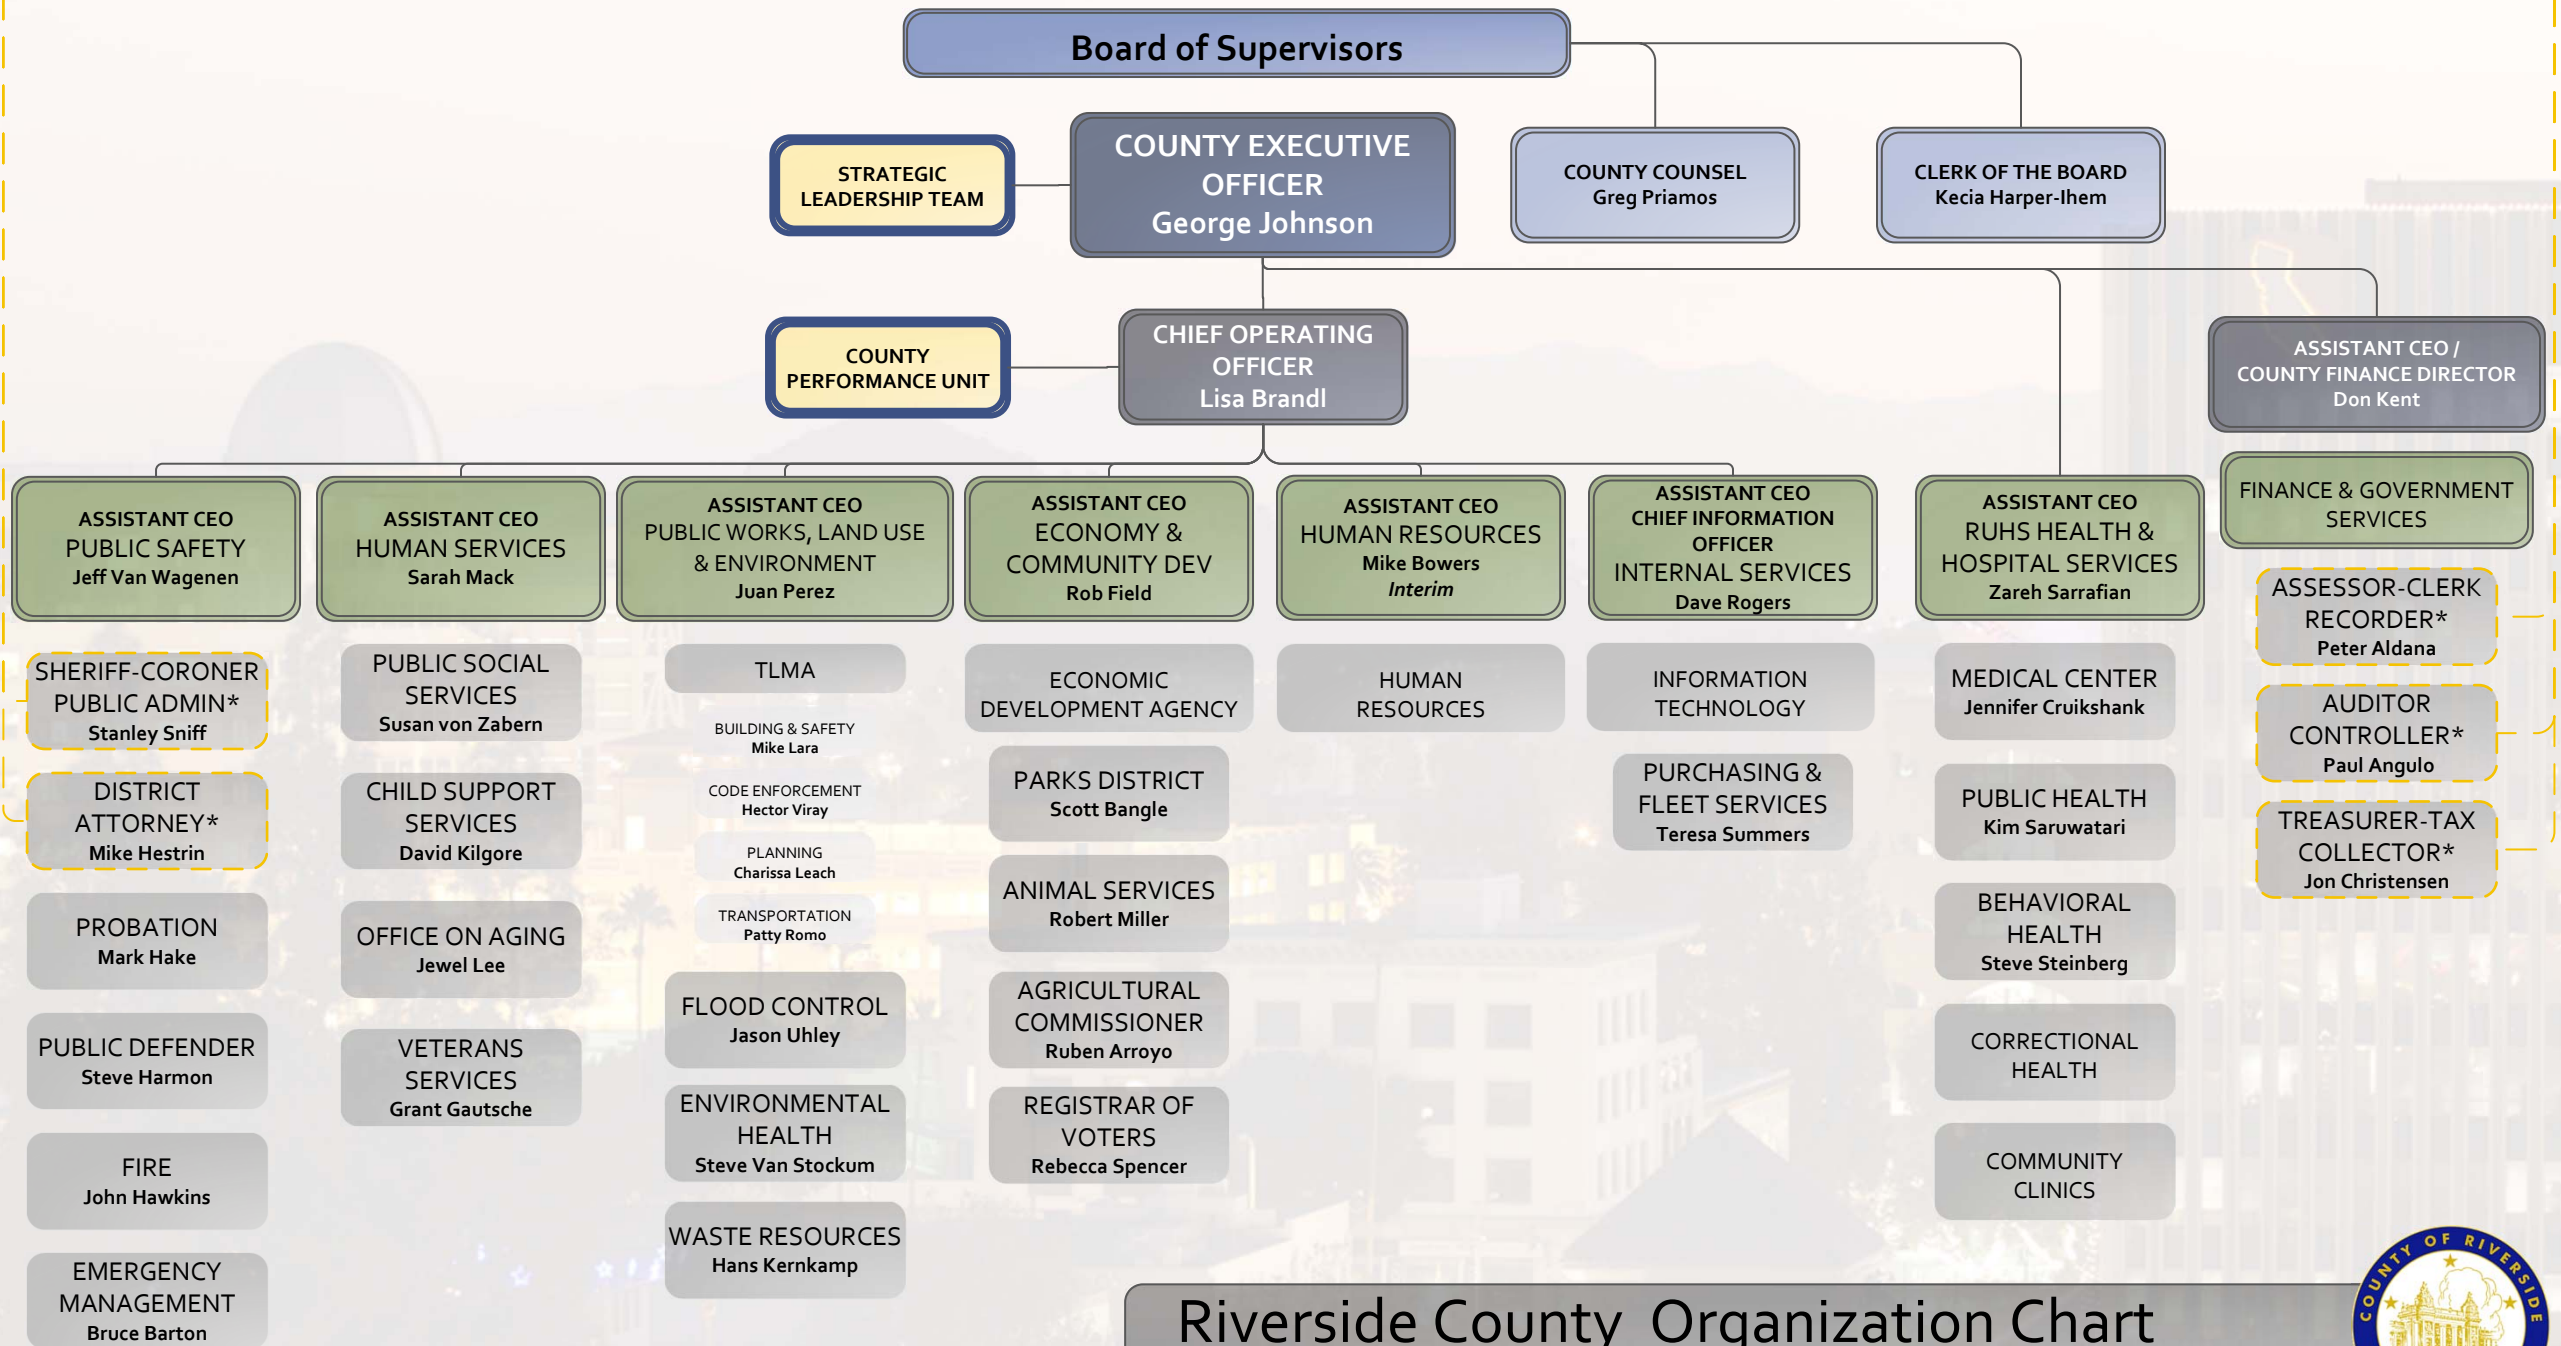 Board of Supervisors
STRATEGIC
LEADERSHIP TEAM
COUNTY EXECUTIVE
OFFICER
George Johnson
COUNTY COUNSEL
Greg Priamos
CLERK OF THE BOARD
Kecia Harper-Ihem
COUNTY
PERFORMANCE UNIT
CHIEF OPERATING
OFFICER
Lisa Brandl
ASSISTANT CEO /
COUNTY FINANCE DIRECTOR
Don Kent
ASSISTANT CEO
PUBLIC SAFETY
Jeff Van Wagenen
SHERIFF-CORONER
PUBLIC ADMIN*
Stanley Sniff
DISTRICT
ATTORNEY*
Mike Hestrin
PROBATION
Mark Hake
PUBLIC DEFENDER
Steve Harmon
FIRE
John Hawkins
EMERGENCY
MANAGEMENT
Bruce Barton
ASSISTANT CEO
HUMAN SERVICES
Sarah Mack
PUBLIC SOCIAL
SERVICES
Susan von Zabern
CHILD SUPPORT
SERVICES
David Kilgore
OFFICE ON AGING
Jewel Lee
VETERANS
SERVICES
Grant Gautsche
ASSISTANT CEO
PUBLIC WORKS, LAND USE
& ENVIRONMENT
Juan Perez
TLMA
BUILDING & SAFETY
Mike Lara
CODE ENFORCEMENT
Hector Viray
PLANNING
Charissa Leach
TRANSPORTATION
Patty Romo
FLOOD CONTROL
Jason Uhley
ENVIRONMENTAL
HEALTH
Steve Van Stockum
WASTE RESOURCES
Hans Kernkamp
ASSISTANT CEO
ECONOMY &
COMMUNITY DEV
Rob Field
ECONOMIC
DEVELOPMENT AGENCY
PARKS DISTRICT
Scott Bangle
ANIMAL SERVICES
Robert Miller
AGRICULTURAL
COMMISSIONER
Ruben Arroyo
REGISTRAR OF
VOTERS
Rebecca Spencer
ASSISTANT CEO
HUMAN RESOURCES
Mike Bowers
Interim
HUMAN
RESOURCES
ASSISTANT CEO
CHIEF INFORMATION
OFFICER
INTERNAL SERVICES
Dave Rogers
INFORMATION
TECHNOLOGY
PURCHASING &
FLEET SERVICES
Teresa Summers
ASSISTANT CEO
RUHS HEALTH &
HOSPITAL SERVICES
Zareh Sarrafian
MEDICAL CENTER
Jennifer Cruikshank
PUBLIC HEALTH
Kim Saruwatari
BEHAVIORAL
HEALTH
Steve Steinberg
CORRECTIONAL
HEALTH
COMMUNITY
CLINICS
FINANCE & GOVERNMENT
SERVICES
ASSESSOR-CLERK
RECORDER*
Peter Aldana
AUDITOR
CONTROLLER*
Paul Angulo
TREASURER-TAX
COLLECTOR*
Jon Christensen
Riverside County Organization Chart
COUNTY OF RIVERSIDE